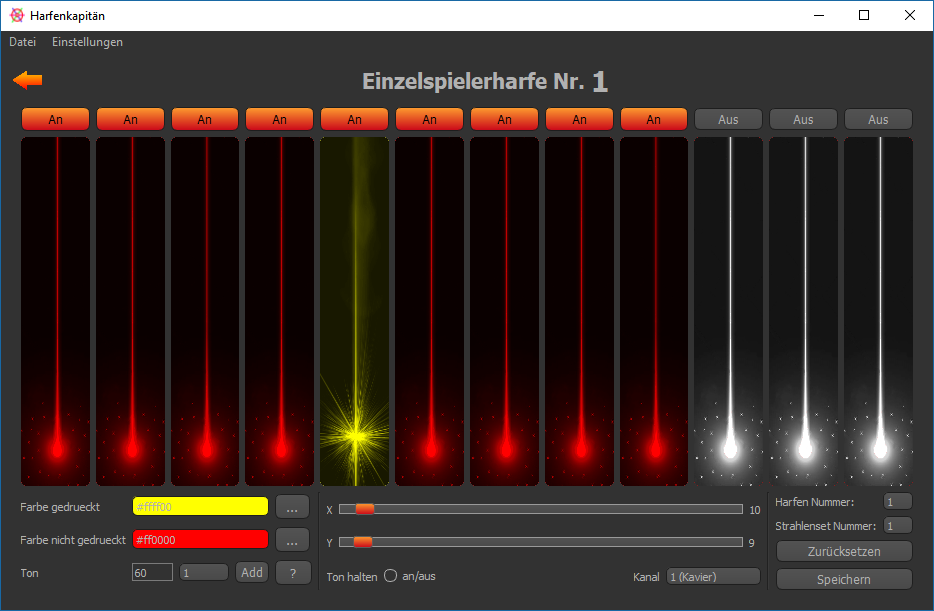 Harfenkapitän
Datei Einstellungen
Einzelspielerharfe Nr. 1
An An An An An An An An An Aus Aus Aus
Farbe gedrueckt #ffff00 ...
Farbe nicht gedrueckt #ff0000 ...
Ton 60 1 Add ?
X 10
Y 9
Ton halten an/aus Kanal 1 (Kavier)
Harfen Nummer: 1
Strahlenset Nummer: 1
Zurücksetzen
Speichern